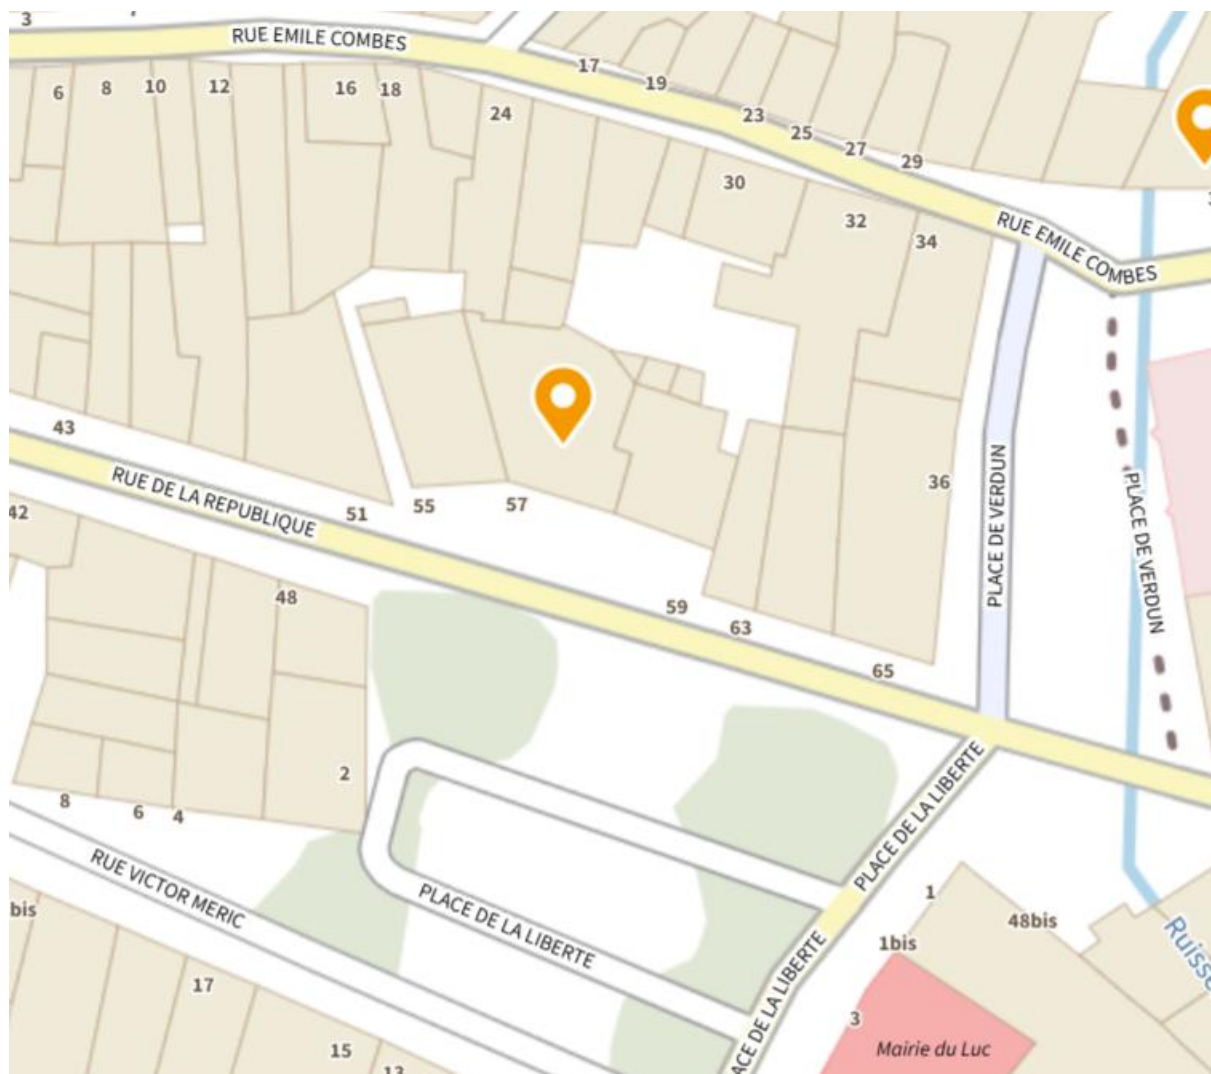 3
RUE EMILE COMBES
17
19
6
8
10
12
16
18
24
23
25
27
29
30
32
34
RUE EMILE COMBES
43
RUE DE LA REPUBLIQUE
42
51
55
57
36
PLACE DE VERDUN
PLACE DE VERDUN
48
59
63
65
2
8
6
4
PLACE DE LA LIBERTE
RUE VICTOR MERIC
PLACE DE LA LIBERTE
bis
1
48bis
1bis
Ruisse
17
ACE DE LA LIBERTE
3
Mairie du Luc
15
13